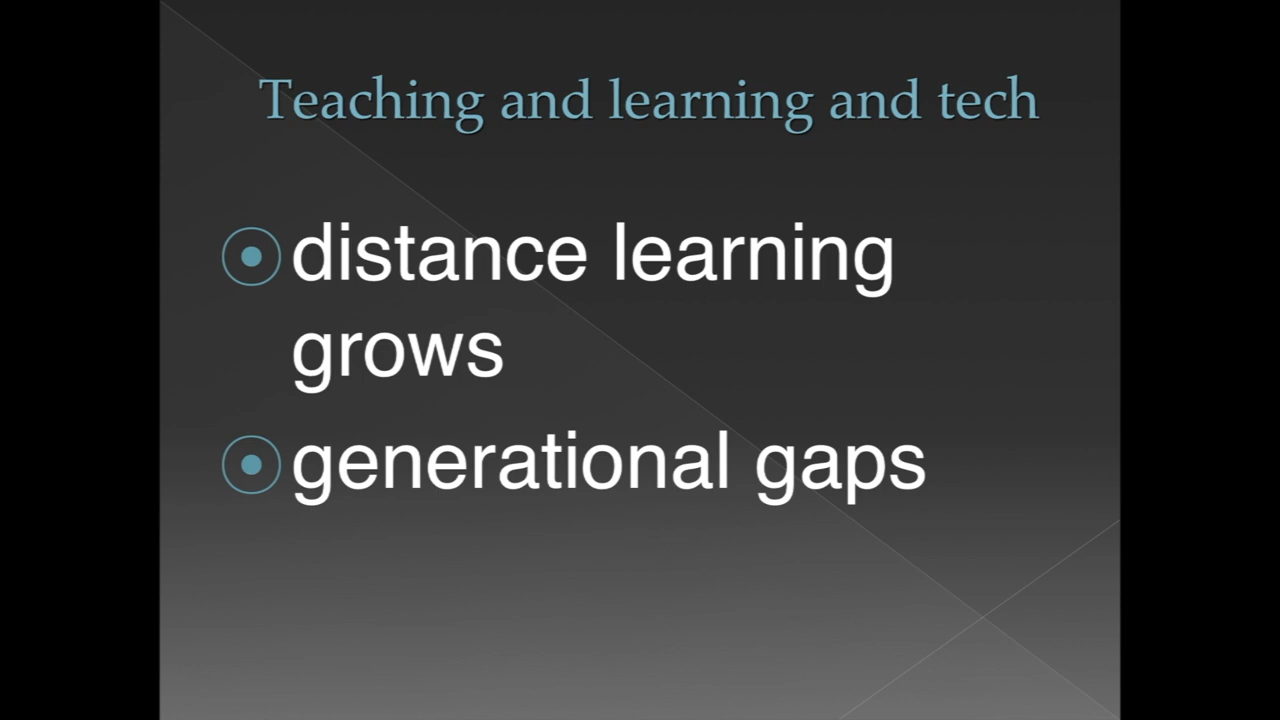 Teaching and learning and tech
distance learning
grows
generational gaps